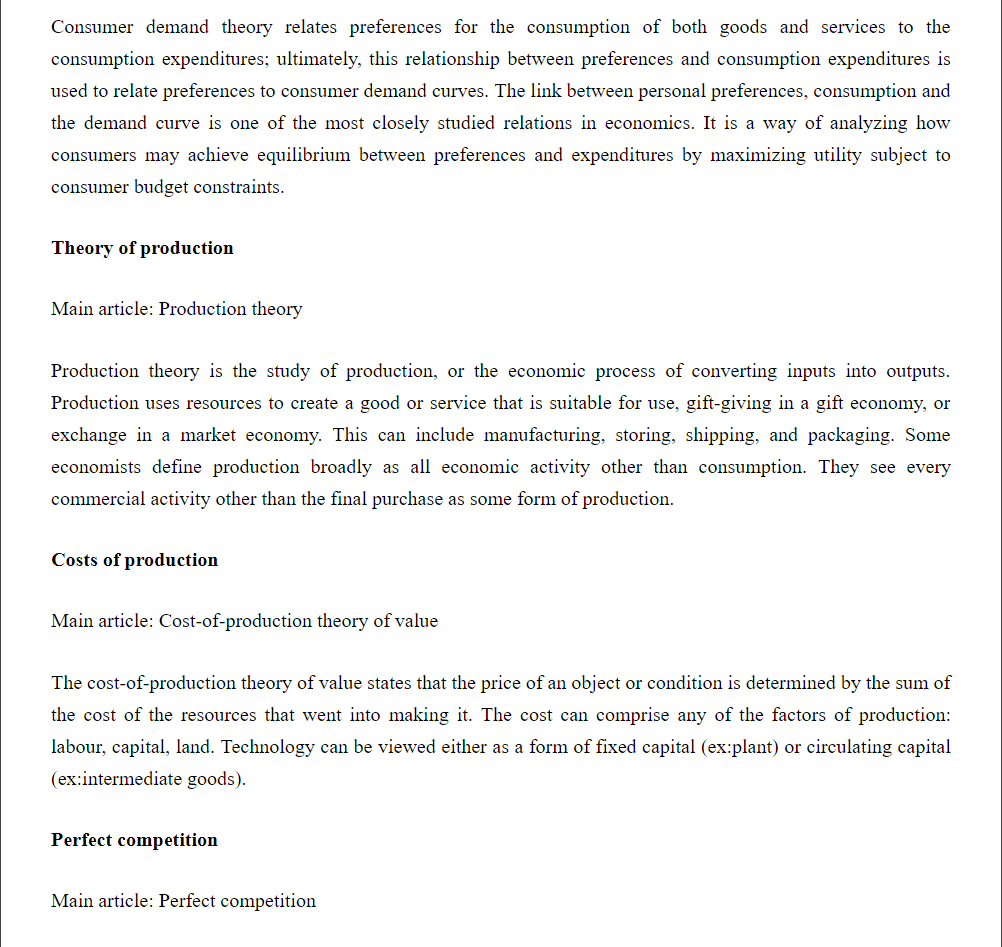 Consumer demand theory relates preferences for the consumption of both goods and services to the
consumption expenditures; ultimately, this relationship between preferences and consumption expenditures is
used to relate preferences to consumer demand curves. The link between personal preferences, consumption and
the demand curve is one of the most closely studied relations in economics. It is a way of analyzing how
consumers may achieve equilibrium between preferences and expenditures by maximizing utility subject to
consumer budget constraints.
Theory of production
Main article: Production theory
Production theory is the study of production, or the economic process of converting inputs into outputs.
Production uses resources to create a good or service that is suitable for use, gift-giving in a gift economy, or
exchange in a market economy. This can include manufacturing, storing, shipping, and packaging. Some
economists define production broadly as all economic activity other than consumption. They see every
commercial activity other than the final purchase as some form of production.
Costs of production
Main article: Cost-of-production theory of value
The cost-of-production theory of value states that the price of an object or condition is determined by the sum of
the cost of the resources that went into making it. The cost can comprise any of the factors of production:
labour, capital, land. Technology can be viewed either as a form of fixed capital (ex:plant) or circulating capital
(ex:intermediate goods).
Perfect competition
Main article: Perfect competition